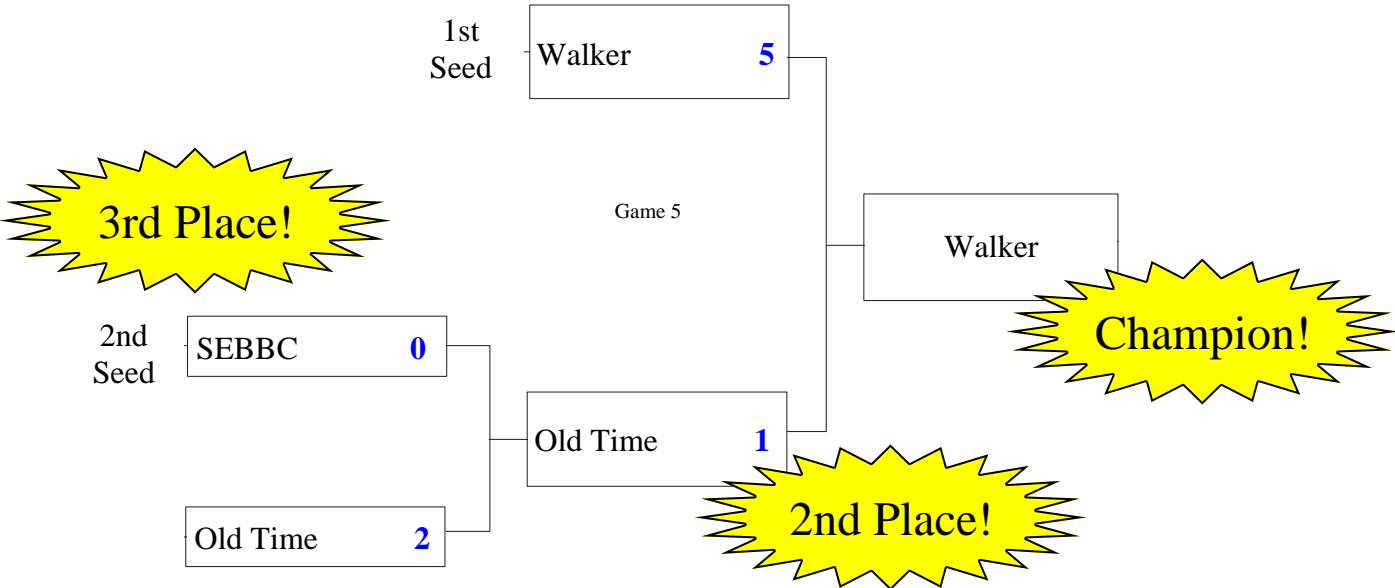 1st
Seed
Walker 5
Game 5
3rd Place!
Walker
Champion!
2nd
Seed
SEBBC 0
Old Time 1
2nd Place!
Old Time 2